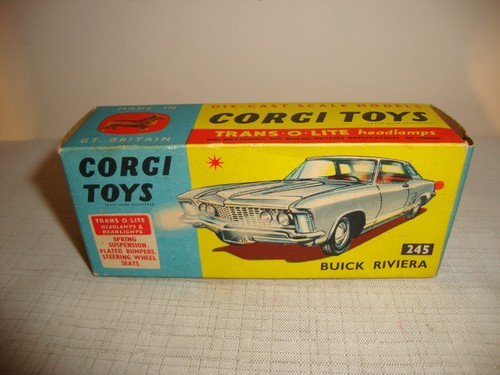 MADE IN
GT. BRITAIN
DIE-CAST SCALE MODELS
CORGI TOYS
TRANS-O-LITE headlamps
CORGI
TOYS
TRANS-O-LITE
HEADLAMPS &
REARLIGHTS
SPRING
SUSPENSION.
PLATED BUMPERS.
STEERING WHEEL
SEATS.
245
BUICK RIVIERA